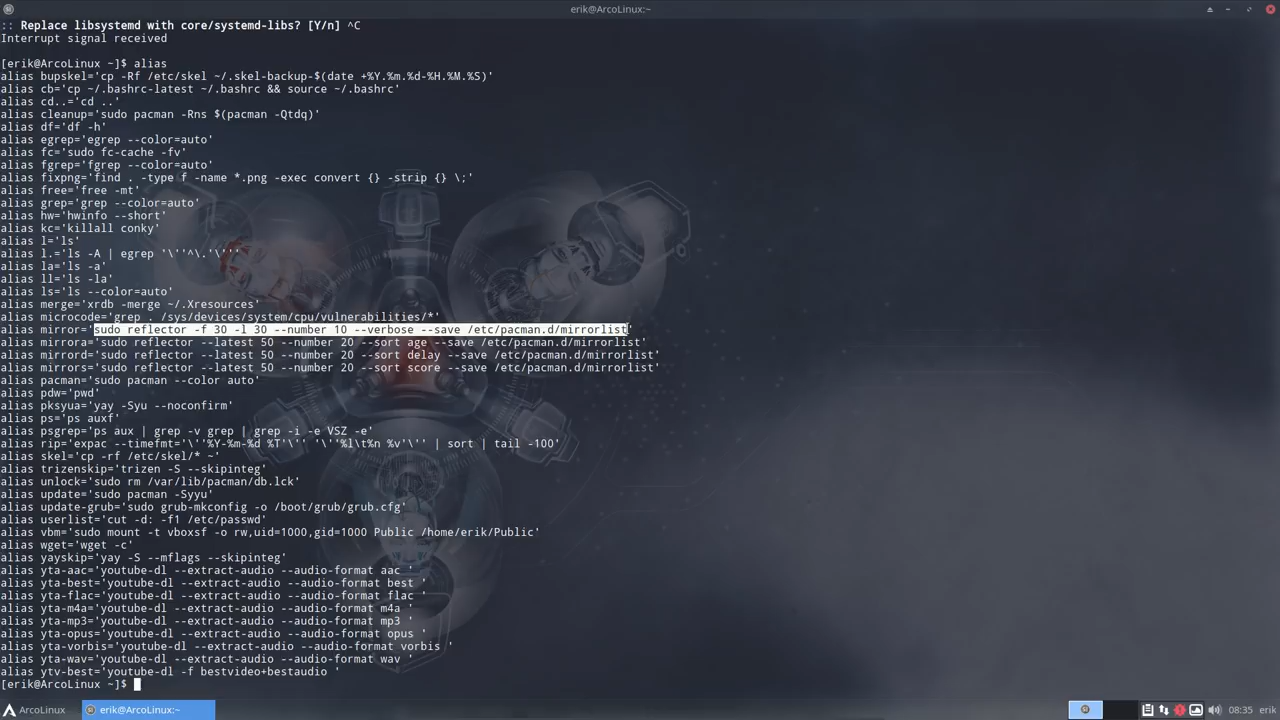 erik@ArcoLinux:~
:: Replace libsystemd with core/systemd-libs? [Y/n] ^C
Interrupt signal received
[erik@ArcoLinux ~]$ alias
alias bupskel='cp -Rf /etc/skel ~/.skel-backup-$(date +%Y.%m.%d-%H.%M.%S)'
alias cb='cp ~/.bashrc-latest ~/.bashrc && source ~/.bashrc'
alias cd..='cd ..'
alias cleanup='sudo pacman -Rns $(pacman -Qtdq)'
alias df='df -h'
alias egrep='egrep --color=auto'
alias fc='sudo fc-cache -fv'
alias fgrep='fgrep --color=auto'
alias fixpng='find . -type f -name *.png -exec convert {} -strip {} \;'
alias free='free -mt'
alias grep='grep --color=auto'
alias hw='hwinfo --short'
alias kc='killall conky'
alias l='ls'
alias l.='ls -A | egrep '\''^\.'\'''
alias la='ls -a'
alias ll='ls -la'
alias ls='ls --color=auto'
alias merge='xrdb -merge ~/.Xresources'
alias microcode='grep . /sys/devices/system/cpu/vulnerabilities/*'
alias mirror='sudo reflector -f 30 -l 30 --number 10 --verbose --save /etc/pacman.d/mirrorlist'
alias mirrora='sudo reflector --latest 50 --number 20 --sort age --save /etc/pacman.d/mirrorlist'
alias mirrord='sudo reflector --latest 50 --number 20 --sort delay --save /etc/pacman.d/mirrorlist'
alias mirrors='sudo reflector --latest 50 --number 20 --sort score --save /etc/pacman.d/mirrorlist'
alias pacman='sudo pacman --color auto'
alias pdw='pwd'
alias pksyua='yay -Syu --noconfirm'
alias ps='ps auxf'
alias psgrep='ps aux | grep -v grep | grep -i -e VSZ -e'
alias rip='expac --timefmt='\''%Y-%m-%d %T'\'' '\''%l\t%n %v'\'' | sort | tail -100'
alias skel='cp -rf /etc/skel/* ~'
alias trizenskip='trizen -S --skipinteg'
alias unlock='sudo rm /var/lib/pacman/db.lck'
alias update='sudo pacman -Syyu'
alias update-grub='sudo grub-mkconfig -o /boot/grub/grub.cfg'
alias userlist='cut -d: -f1 /etc/passwd'
alias vbm='sudo mount -t vboxsf -o rw,uid=1000,gid=1000 Public /home/erik/Public'
alias wget='wget -c'
alias yayskip='yay -S --mflags --skipinteg'
alias yta-aac='youtube-dl --extract-audio --audio-format aac '
alias yta-best='youtube-dl --extract-audio --audio-format best '
alias yta-flac='youtube-dl --extract-audio --audio-format flac '
alias yta-m4a='youtube-dl --extract-audio --audio-format m4a '
alias yta-mp3='youtube-dl --extract-audio --audio-format mp3 '
alias yta-opus='youtube-dl --extract-audio --audio-format opus '
alias yta-vorbis='youtube-dl --extract-audio --audio-format vorbis '
alias yta-wav='youtube-dl --extract-audio --audio-format wav '
alias ytv-best='youtube-dl -f bestvideo+bestaudio '
[erik@ArcoLinux ~]$
ArcoLinux erik@ArcoLinux:~ 08:35 erik